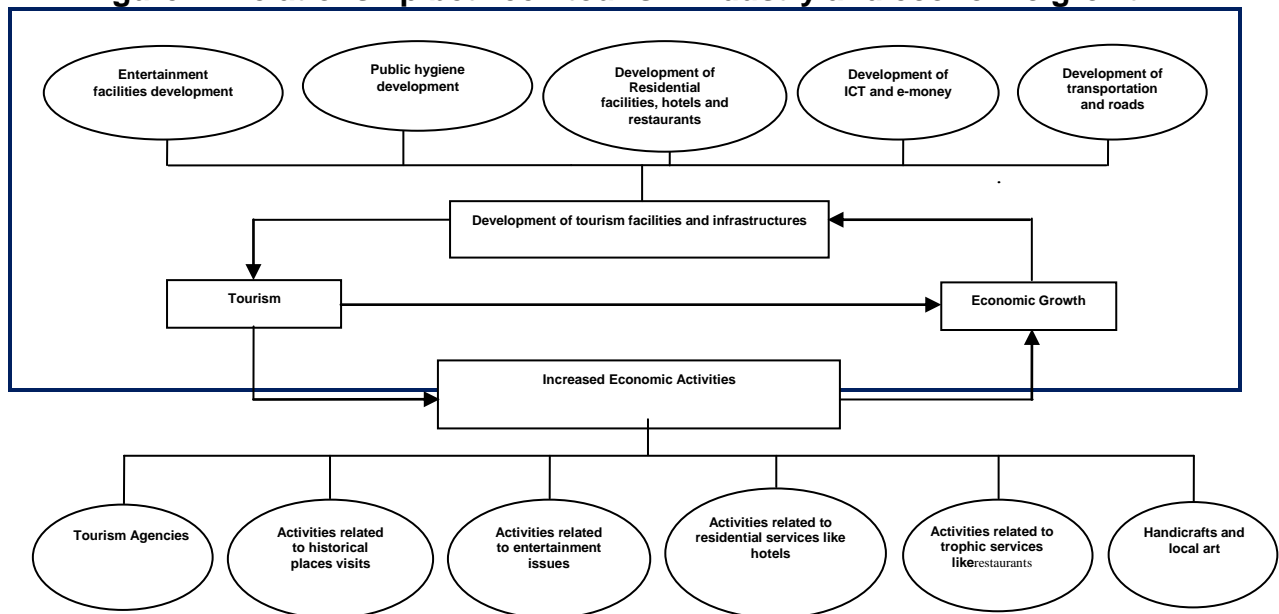 Entertainment
facilities development
Public hygiene
development
Development of
Residential
facilities, hotels and
restaurants
Development of
ICT and e-money
Development of
transportation
and roads
Development of tourism facilities and infrastructures
Tourism
Economic Growth
Increased Economic Activities
Tourism Agencies
Activities related
to historical
places visits
Activities related
to entertainment
issues
Activities related to
residential services like
hotels
Activities related to
trophic services
likerestaurants
Handicrafts and
local art